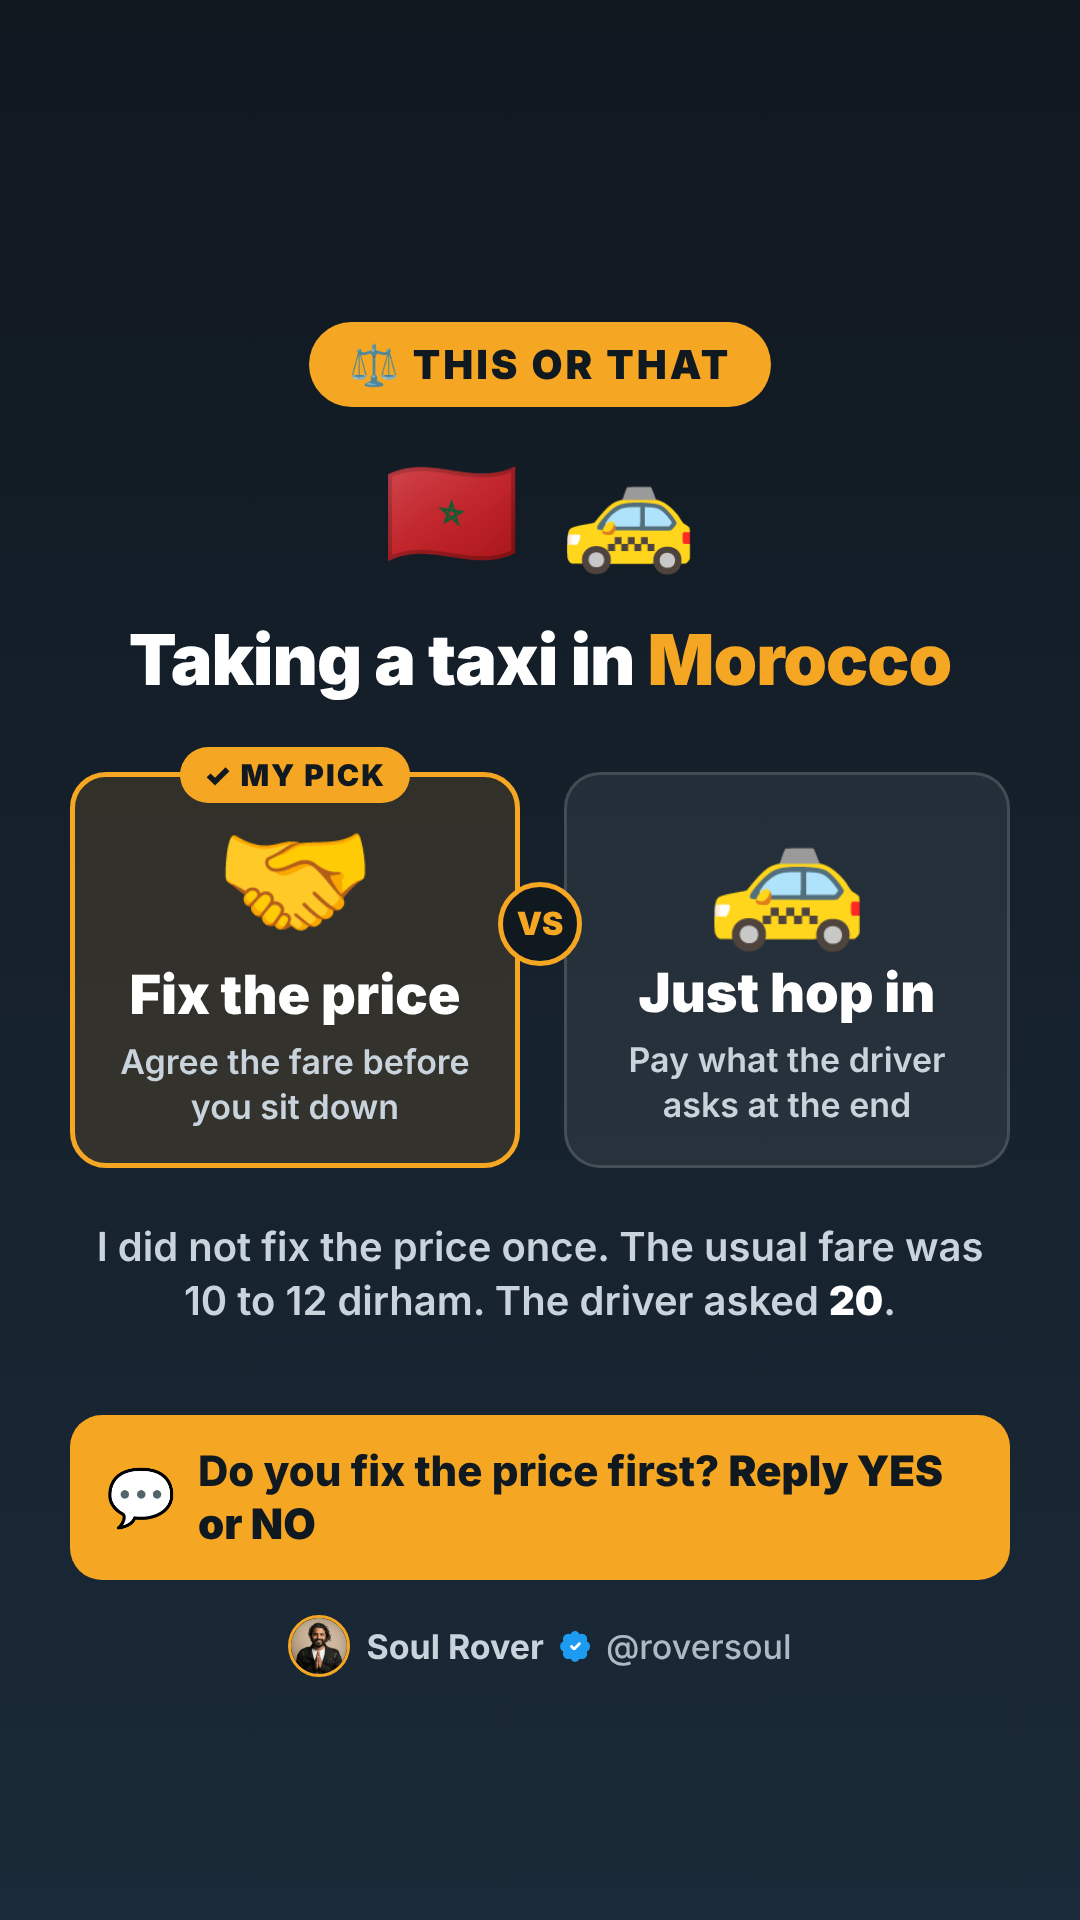 ⚖️ THIS OR THAT
Taking a taxi in Morocco
✓ MY PICK
Fix the price
Agree the fare before
you sit down
VS
Just hop in
Pay what the driver
asks at the end
I did not fix the price once. The usual fare was
10 to 12 dirham. The driver asked 20.
Do you fix the price first? Reply YES
or NO
Soul Rover @roversoul